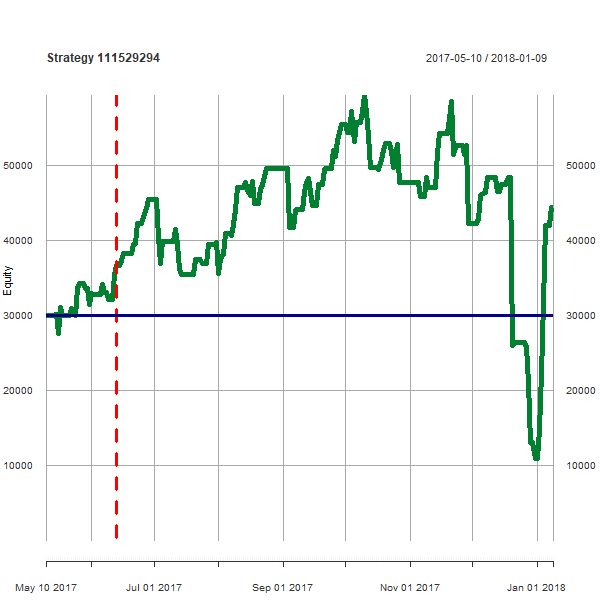 Strategy 111529294
2017-05-10 / 2018-01-09
50000
50000
40000
40000
Equity
30000
30000
20000
20000
10000
10000
May 10 2017
Jul 01 2017
Sep 01 2017
Nov 01 2017
Jan 01 2018